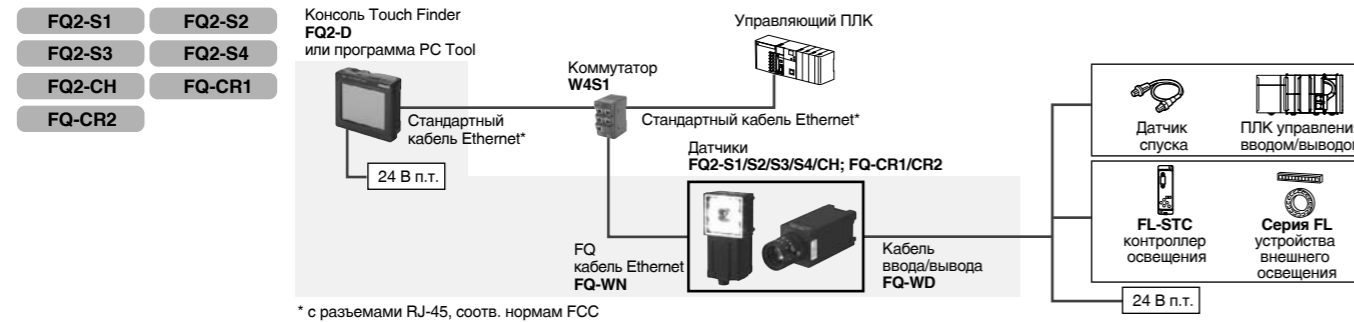 FQ2-S1 FQ2-S2
FQ2-S3 FQ2-S4
FQ2-CH FQ-CR1
FQ-CR2
Консоль Touch Finder
FQ2-D
или программа PC Tool
Стандартный
кабель Ethernet*
24 В п.т.
Коммутатор
W4S1
Управляющий ПЛК
Стандартный кабель Ethernet*
Датчики
FQ2-S1/S2/S3/S4/CH; FQ-CR1/CR2
FQ
кабель Ethernet
FQ-WN
Кабель
ввода/вывода
FQ-WD
Датчик
спуска
ПЛК управления
вводом/выводом
FL-STC
контроллер
освещения
Серия FL
устройства
внешнего
освещения
24 В п.т.
* с разъемами RJ-45, соотв. нормам FCC